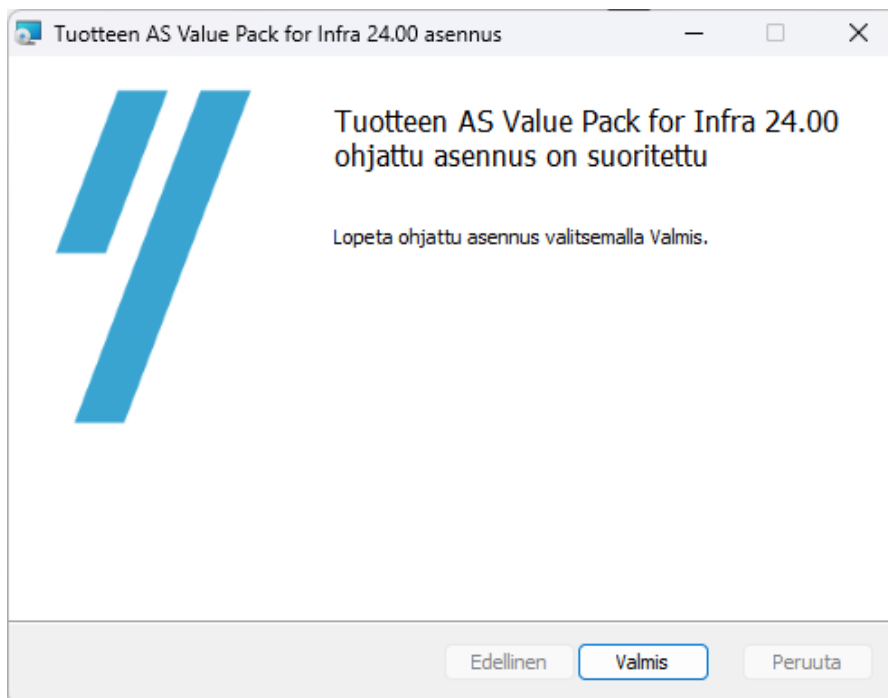 Tuotteen AS Value Pack for Infra 24.00 asennus
Tuotteen AS Value Pack for Infra 24.00
ohjattu asennus on suoritettu
Lopeta ohjattu asennus valitsemalla Valmis.
Edellinen
Valmis
Peruuta